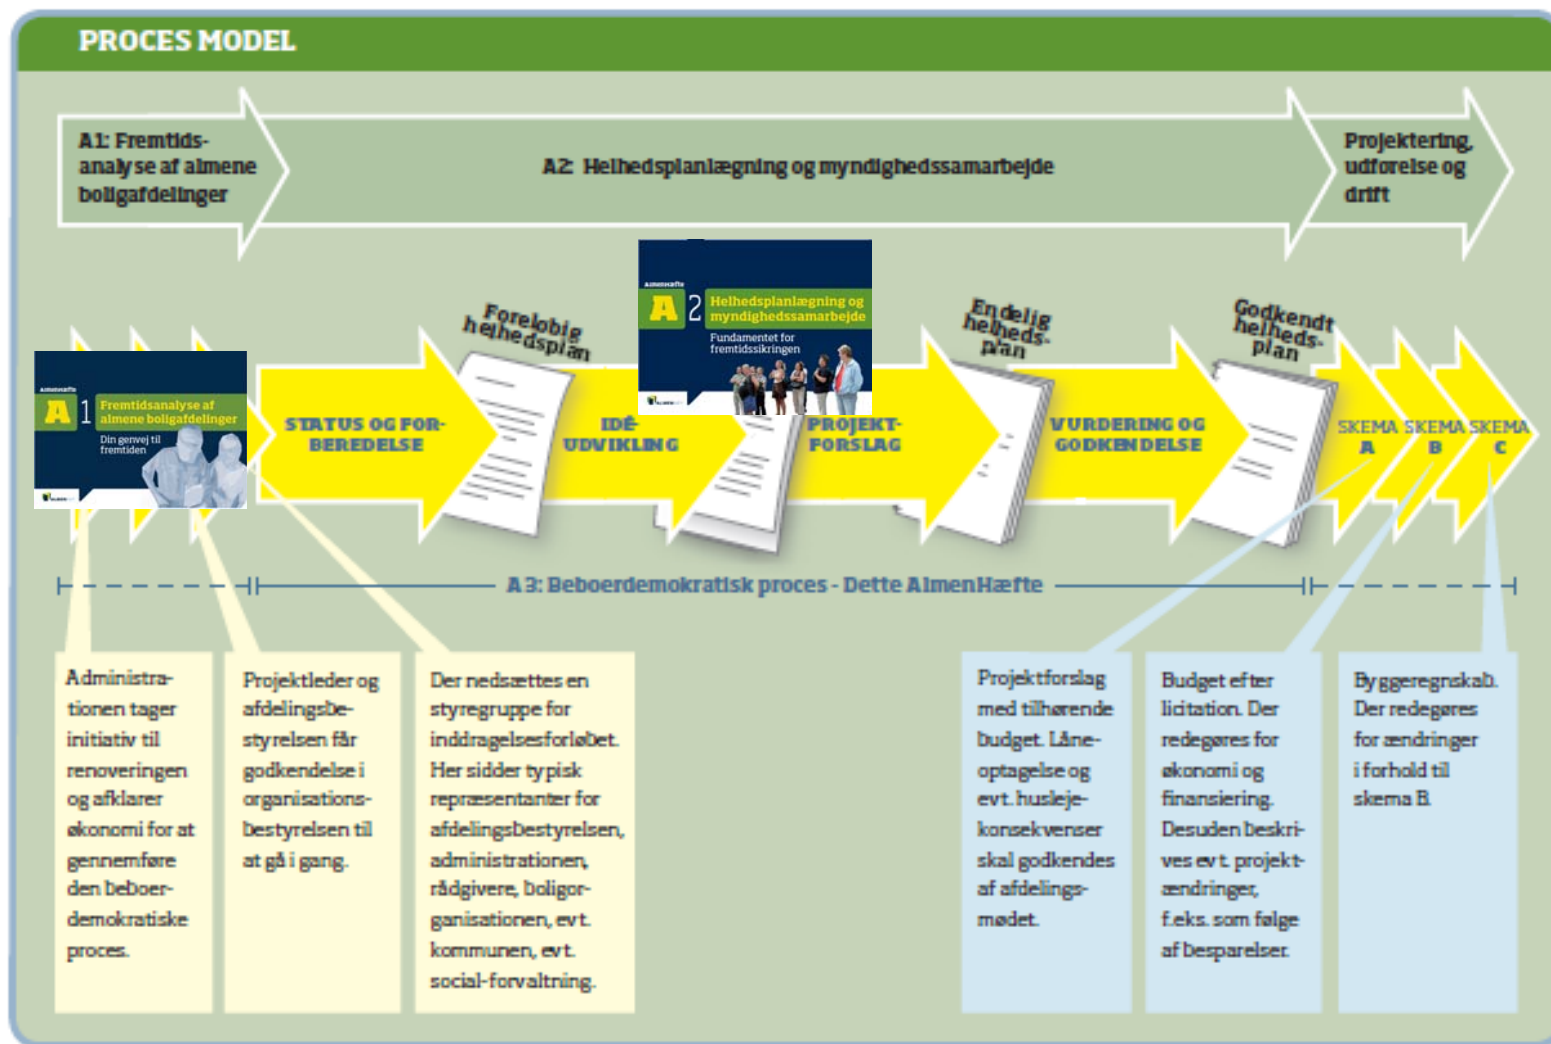 PROCES MODEL
A1: Fremtids-
analyse af almene
boligafdelinger
A2: Helhedsplanlægning og myndighedssamarbejde
Projektering,
udførelse og
drift
AlmenHæfte
A 1 Fremtidsanalyse af
almene boligafdelinger
Din genvej til
fremtiden
Foreløbig
helhedsplan
AlmenHæfte
A 2 Helhedsplanlægning og
myndighedssamarbejde
Fundamentet for
fremtidssikringen
Endelig
helheds-
plan
Godkendt
helheds-
plan
STATUS OG FOR-
BEREDELSE
IDÉ-
UDVIKLING
PROJEKT-
FORSLAG
VURDERING OG
GODKENDELSE
SKEMA
A
SKEMA
B
SKEMA
C
A3: Beboerdemokratisk proces - Dette AlmenHæfte
Administra-
tionen tager
initiativ til
renoveringen
og afklarer
økonomi for at
gennemføre
den beboer-
demokratiske
proces.
Projektleder og
afdelingsbe-
styrelsen får
godkendelse i
organisations-
bestyrelsen til
at gå i gang.
Der nedsættes en
styregruppe for
inddragelsesforløbet.
Her sidder typisk
repræsentanter for
afdelingsbestyrelsen,
administrationen,
rådgivere, boligor-
ganisationen, evt.
kommunen, evt.
social-forvaltning.
Projektforslag
med tilhørende
budget. Låne-
optagelse og
evt. husleje-
konsekvenser
skal godkendes
af afdelings-
mødet.
Budget efter
licitation. Der
redegøres for
økonomi og
finansiering.
Desuden beskri-
ves evt. projekt-
ændringer,
f.eks. som følge
af besparelser.
Byggeregnskab.
Der redegøres
for ændringer
i forhold til
skema B.